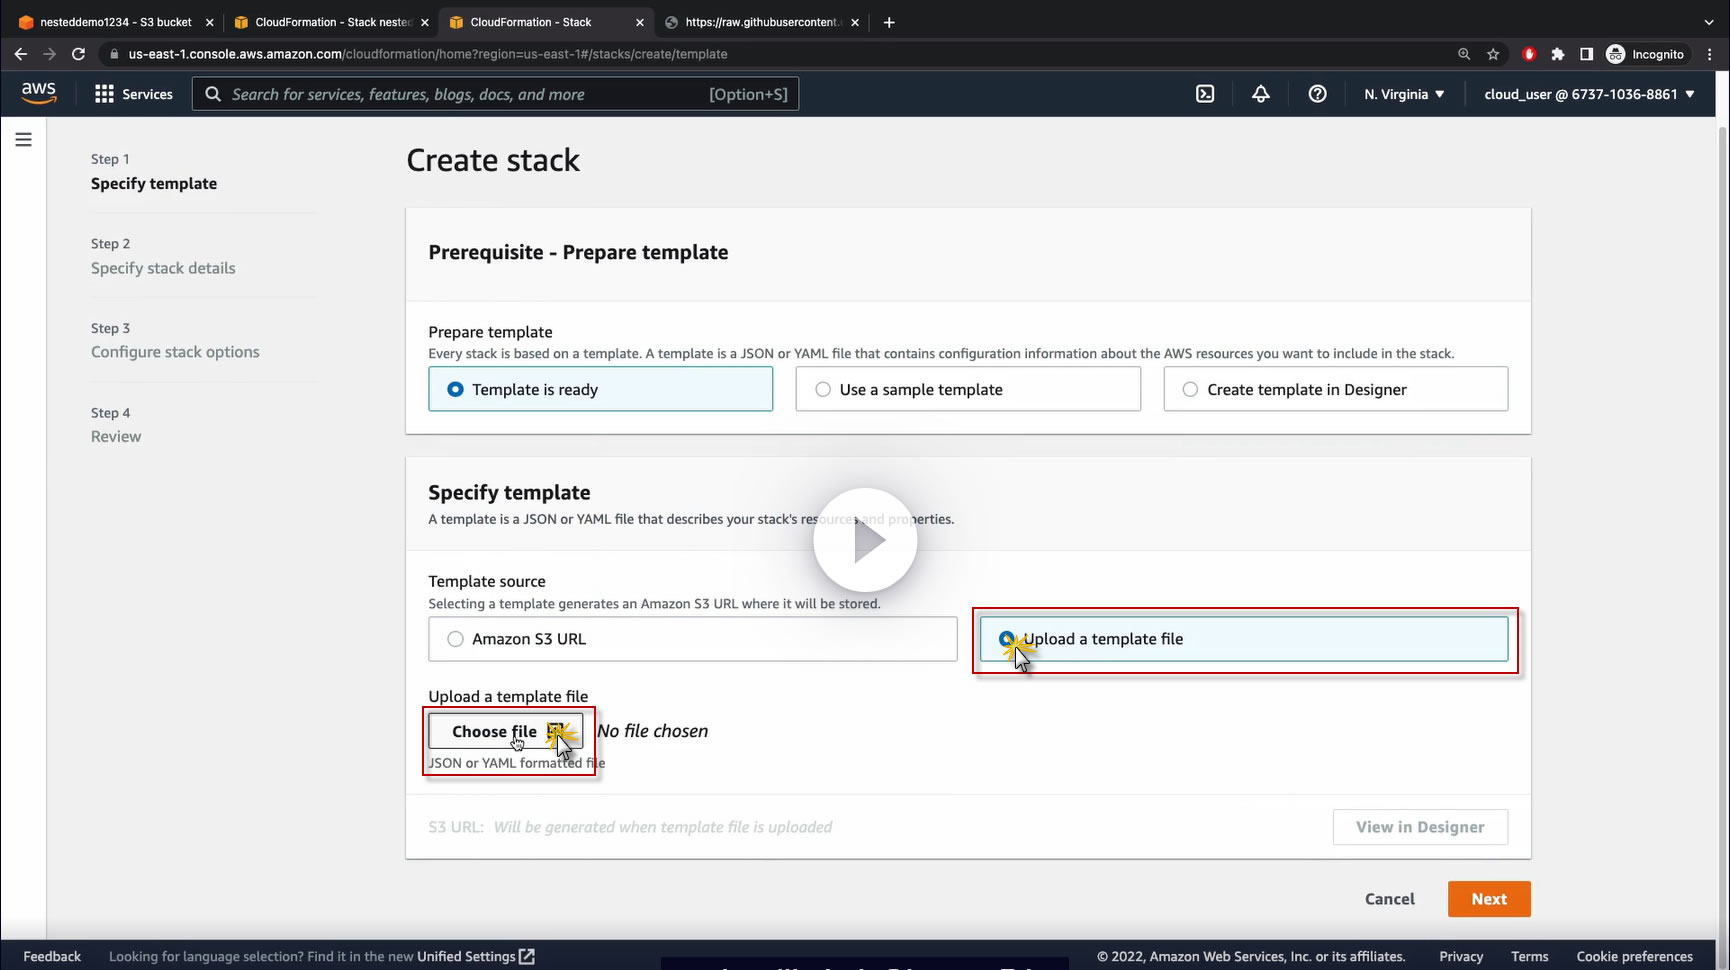 nesteddemo1234 - S3 bucket
CloudFormation - Stack nested
CloudFormation - Stack
https://raw.githubusercontent.c
us-east-1.console.aws.amazon.com/cloudformation/home?region=us-east-1#/stacks/create/template
Incognito
aws
Services
Search for services, features, blogs, docs, and more
[Option+S]
N. Virginia
cloud_user @ 6737-1036-8861
Step 1
Specify template
Step 2
Specify stack details
Step 3
Configure stack options
Step 4
Review
Create stack
Prerequisite - Prepare template
Prepare template
Every stack is based on a template. A template is a JSON or YAML file that contains configuration information about the AWS resources you want to include in the stack.
Template is ready
Use a sample template
Create template in Designer
Specify template
A template is a JSON or YAML file that describes your stack's resources and properties.
Template source
Selecting a template generates an Amazon S3 URL where it will be stored.
Amazon S3 URL
Upload a template file
Upload a template file
Choose file
No file chosen
JSON or YAML formatted file
S3 URL: Will be generated when template file is uploaded
View in Designer
Cancel
Next
Feedback
Looking for language selection? Find it in the new Unified Settings
© 2022, Amazon Web Services, Inc. or its affiliates.
Privacy
Terms
Cookie preferences